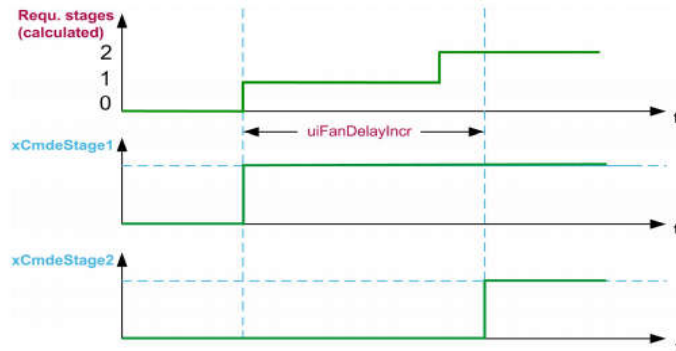 Requ. stages
(calculated)
2
1
0
t
uiFanDelayIncr
xCmdeStage1
t
xCmdeStage2